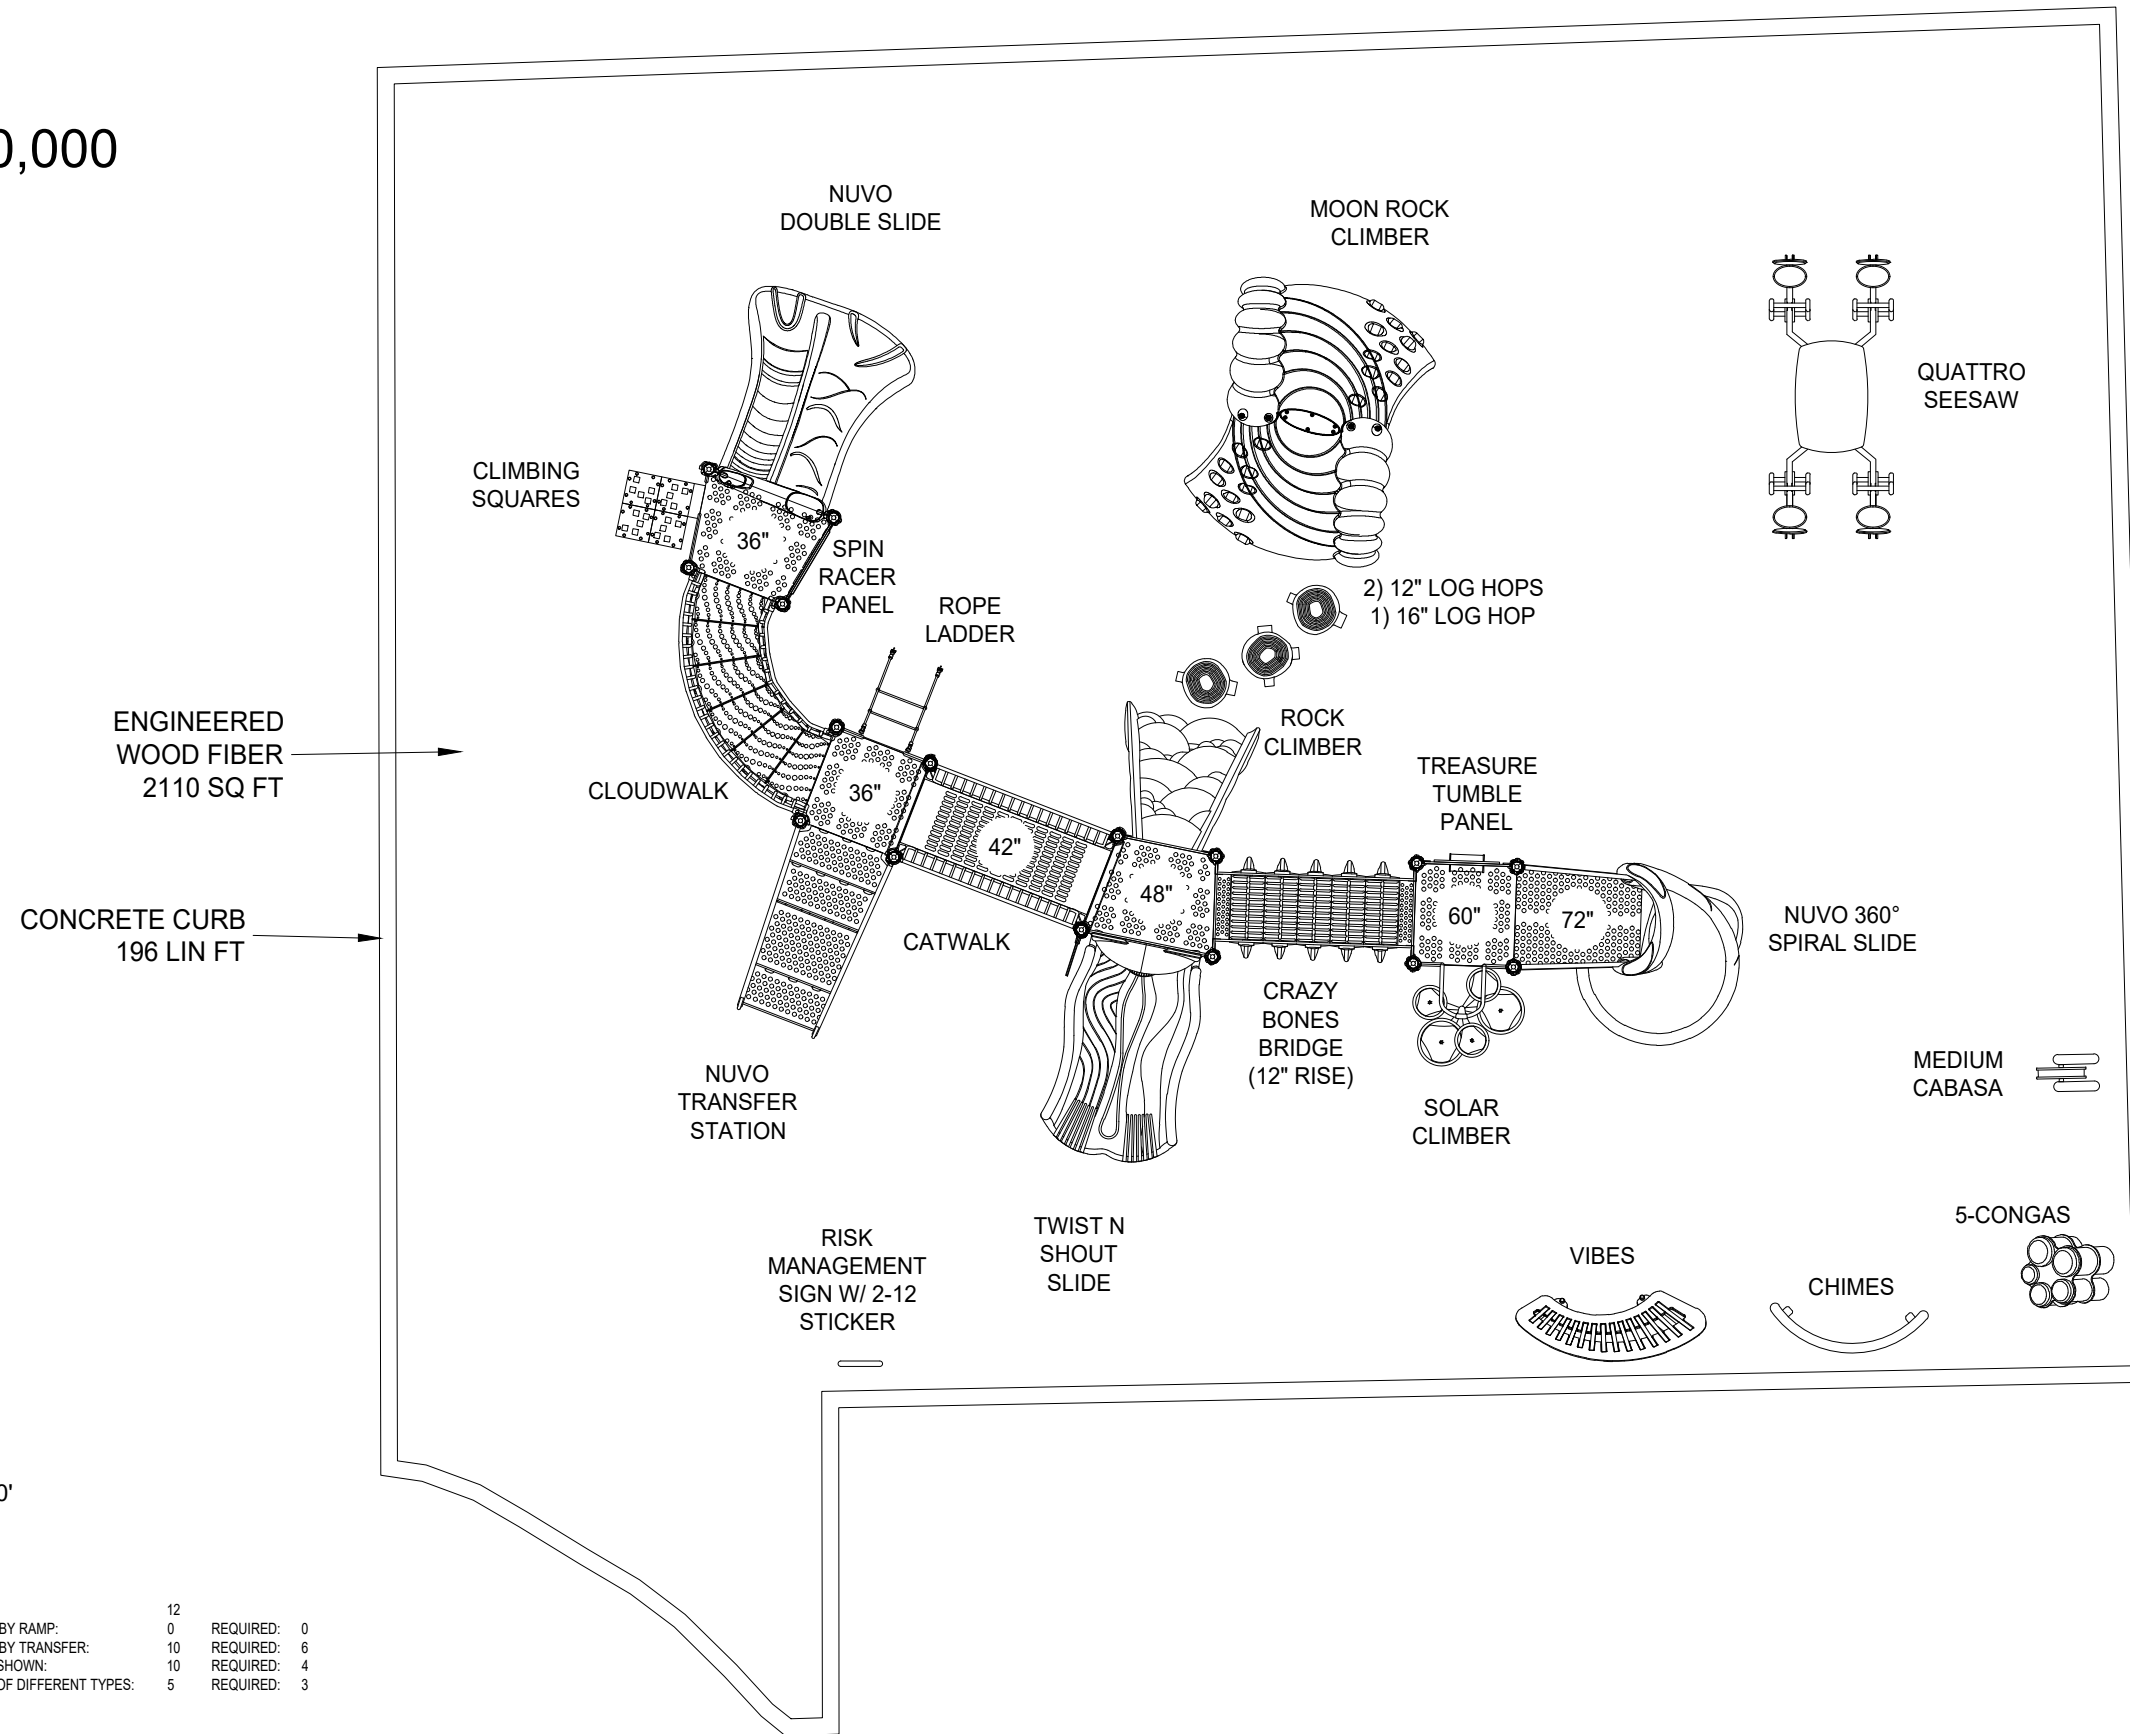 0,000
NUVO
DOUBLE SLIDE
MOON ROCK
CLIMBER
QUATTRO
SEESAW
CLIMBING
SQUARES
36"
SPIN
RACER
PANEL
2) 12" LOG HOPS
1) 16" LOG HOP
ROPE
LADDER
ENGINEERED
WOOD FIBER
2110 SQ FT
ROCK
CLIMBER
CLOUDWALK
36"
TREASURE
TUMBLE
PANEL
42"
48"
60"
72"
CONCRETE CURB
196 LIN FT
CATWALK
NUVO 360°
SPIRAL SLIDE
CRAZY
BONES
BRIDGE
(12" RISE)
NUVO
TRANSFER
STATION
SOLAR
CLIMBER
MEDIUM
CABASA
RISK
MANAGEMENT
SIGN W/ 2-12
STICKER
TWIST N
SHOUT
SLIDE
VIBES
CHIMES
5-CONGAS
0'
12
BY RAMP: 0 REQUIRED: 0
BY TRANSFER: 10 REQUIRED: 6
SHOWN: 10 REQUIRED: 4
OF DIFFERENT TYPES: 5 REQUIRED: 3